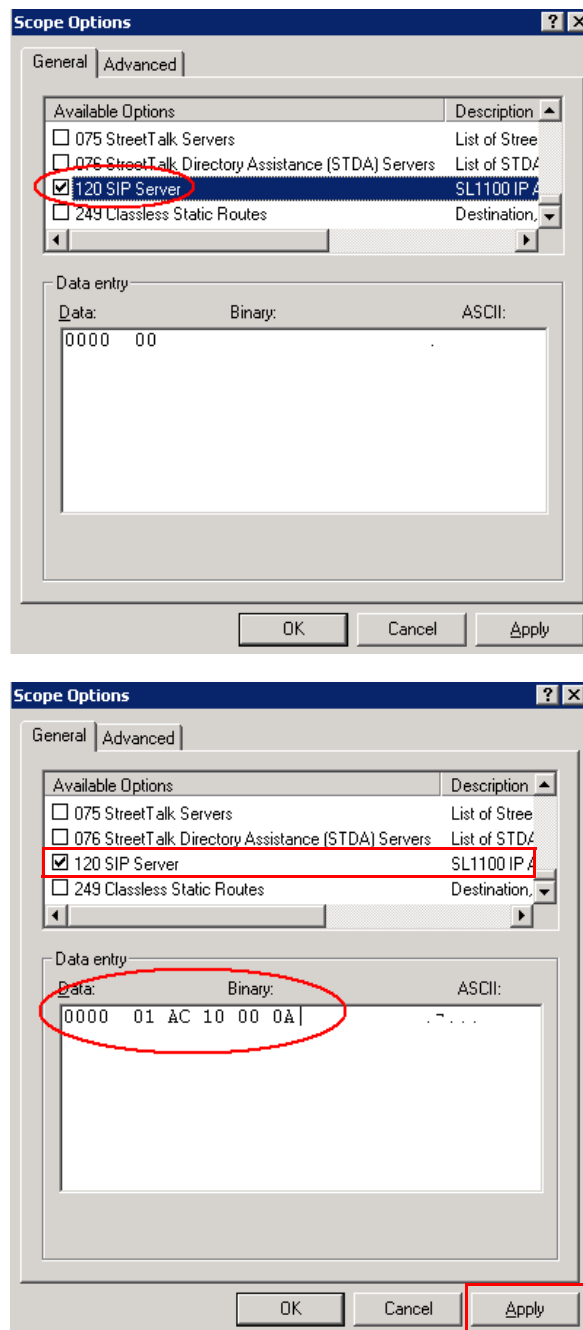 Scope Options
General Advanced
Available Options Description
075 StreetTalk Servers List of Stree
076 StreetTalk Directory Assistance (STDA) Servers List of STDA
120 SIP Server SL1100 IP A
249 Classless Static Routes Destination,
Data entry
Data: Binary: ASCII:
0000 00 .
OK Cancel Apply
Scope Options
General Advanced
Available Options Description
075 StreetTalk Servers List of Stree
076 StreetTalk Directory Assistance (STDA) Servers List of STDA
120 SIP Server SL1100 IP A
249 Classless Static Routes Destination,
Data entry
Data: Binary: ASCII:
0000 01 AC 10 00 0A .¬...
OK Cancel Apply